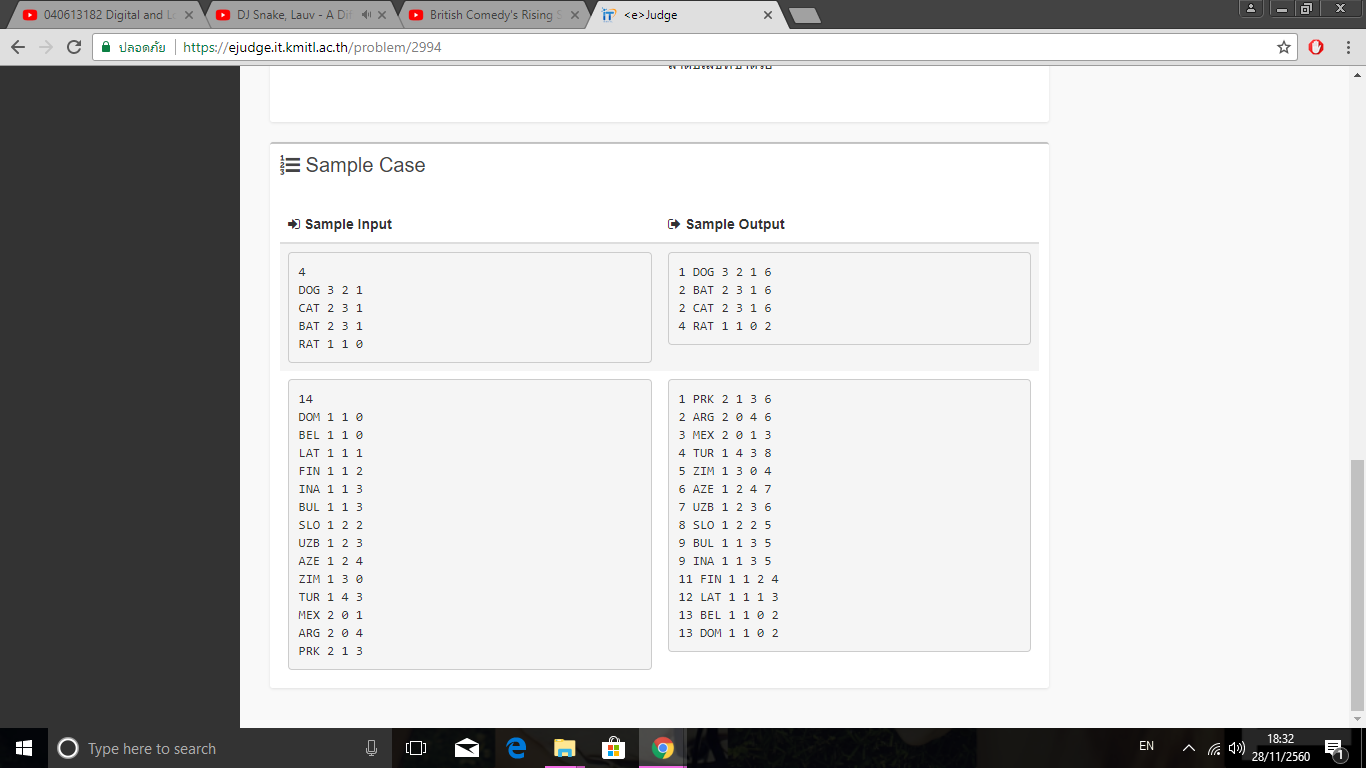 040613182 Digital and Lo
DJ Snake, Lauv - A Dif
British Comedy's Rising S
<e>Judge
ปลอดภัย https://ejudge.it.kmitl.ac.th/problem/2994
Sample Case
Sample Input
Sample Output
4
DOG 3 2 1
CAT 2 3 1
BAT 2 3 1
RAT 1 1 0
1 DOG 3 2 1 6
2 BAT 2 3 1 6
2 CAT 2 3 1 6
4 RAT 1 1 0 2
14
DOM 1 1 0
BEL 1 1 0
LAT 1 1 1
FIN 1 1 2
INA 1 1 3
BUL 1 1 3
SLO 1 2 2
UZB 1 2 3
AZE 1 2 4
ZIM 1 3 0
TUR 1 4 3
MEX 2 0 1
ARG 2 0 4
PRK 2 1 3
1 PRK 2 1 3 6
2 ARG 2 0 4 6
3 MEX 2 0 1 3
4 TUR 1 4 3 8
5 ZIM 1 3 0 4
6 AZE 1 2 4 7
7 UZB 1 2 3 6
8 SLO 1 2 2 5
9 BUL 1 1 3 5
9 INA 1 1 3 5
11 FIN 1 1 2 4
12 LAT 1 1 1 3
13 BEL 1 1 0 2
13 DOM 1 1 0 2
Type here to search
EN
18:32
28/11/2560
1